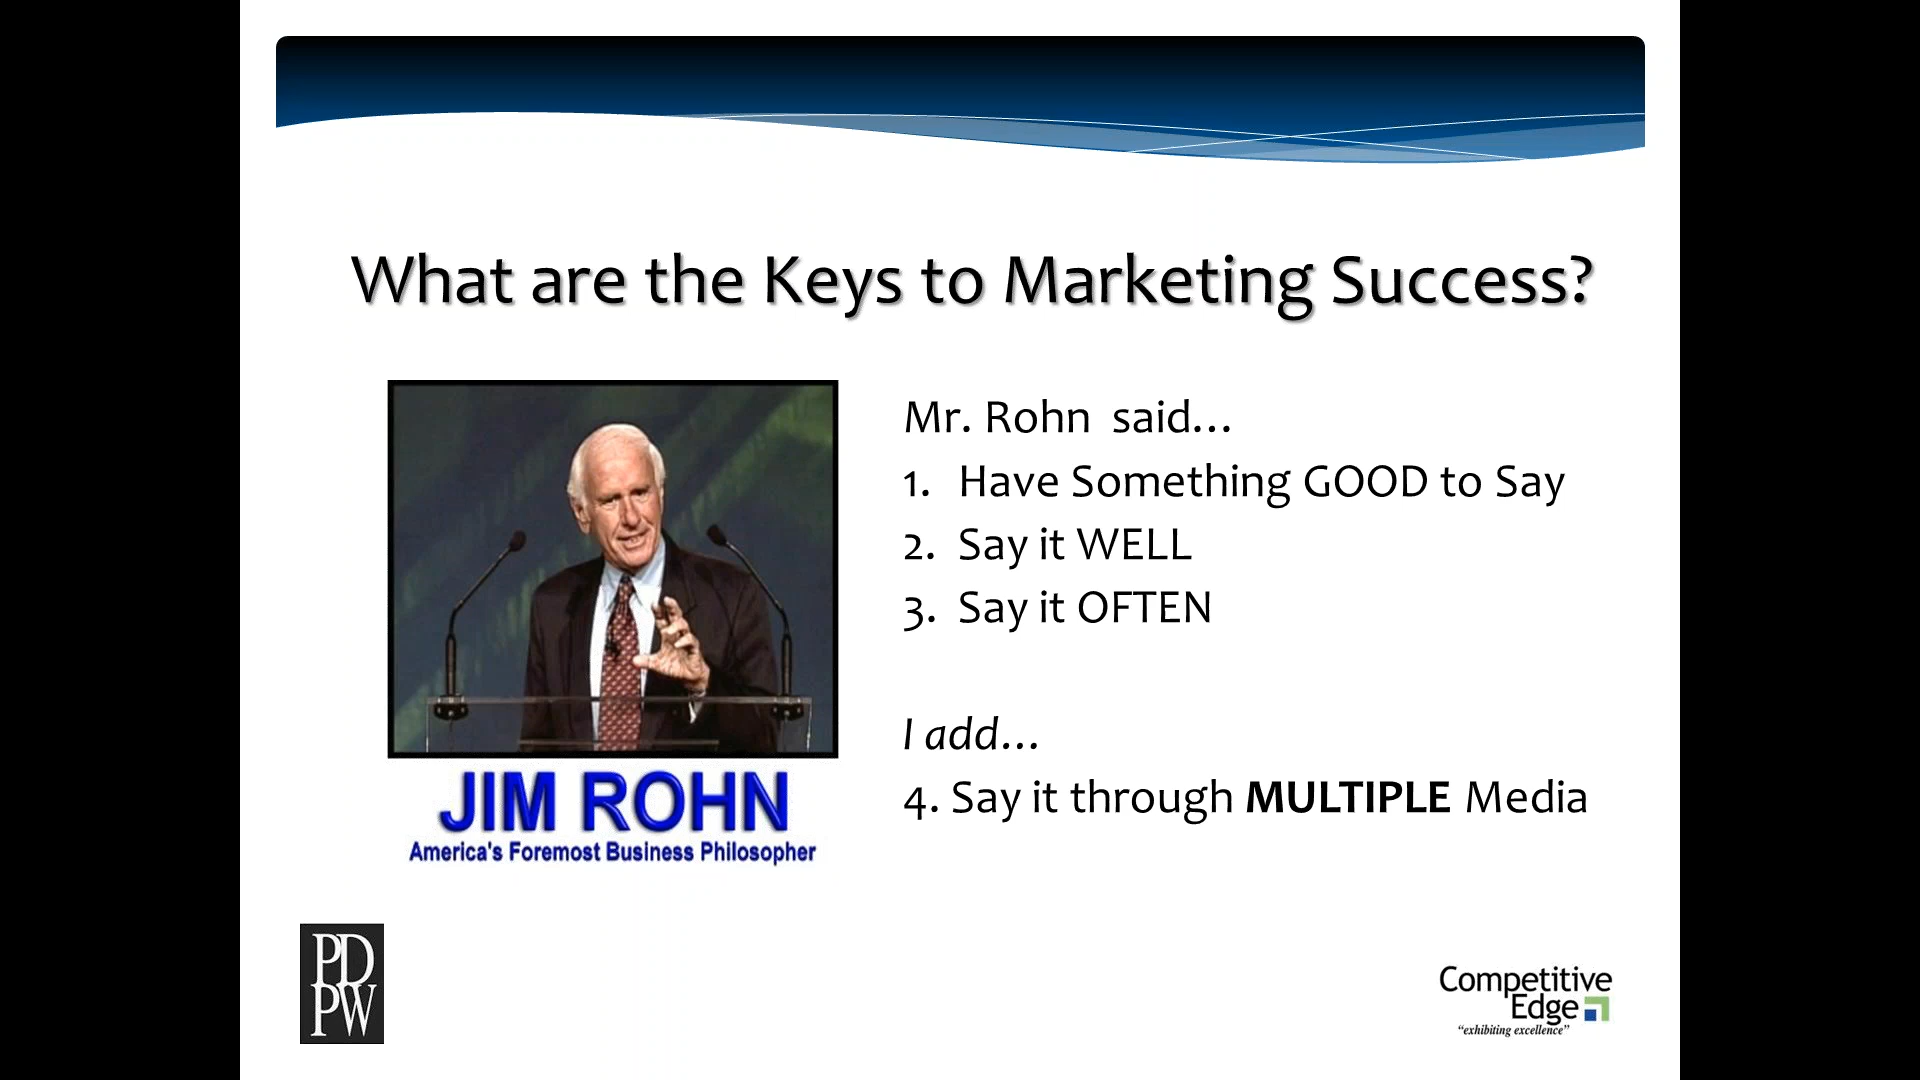 What are the Keys to Marketing Success?
Mr. Rohn said...
1. Have Something GOOD to Say
2. Say it WELL
3. Say it OFTEN
I add...
4. Say it through MULTIPLE Media
JIM ROHN
America's Foremost Business Philosopher
PD
PW
Competitive
Edge
"exhibiting excellence"